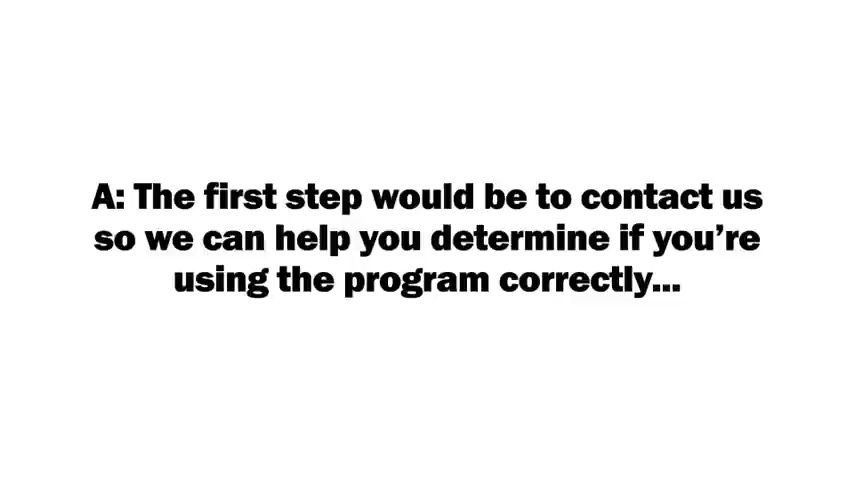 A: The first step would be to contact us
so we can help you determine if you’re
using the program correctly...